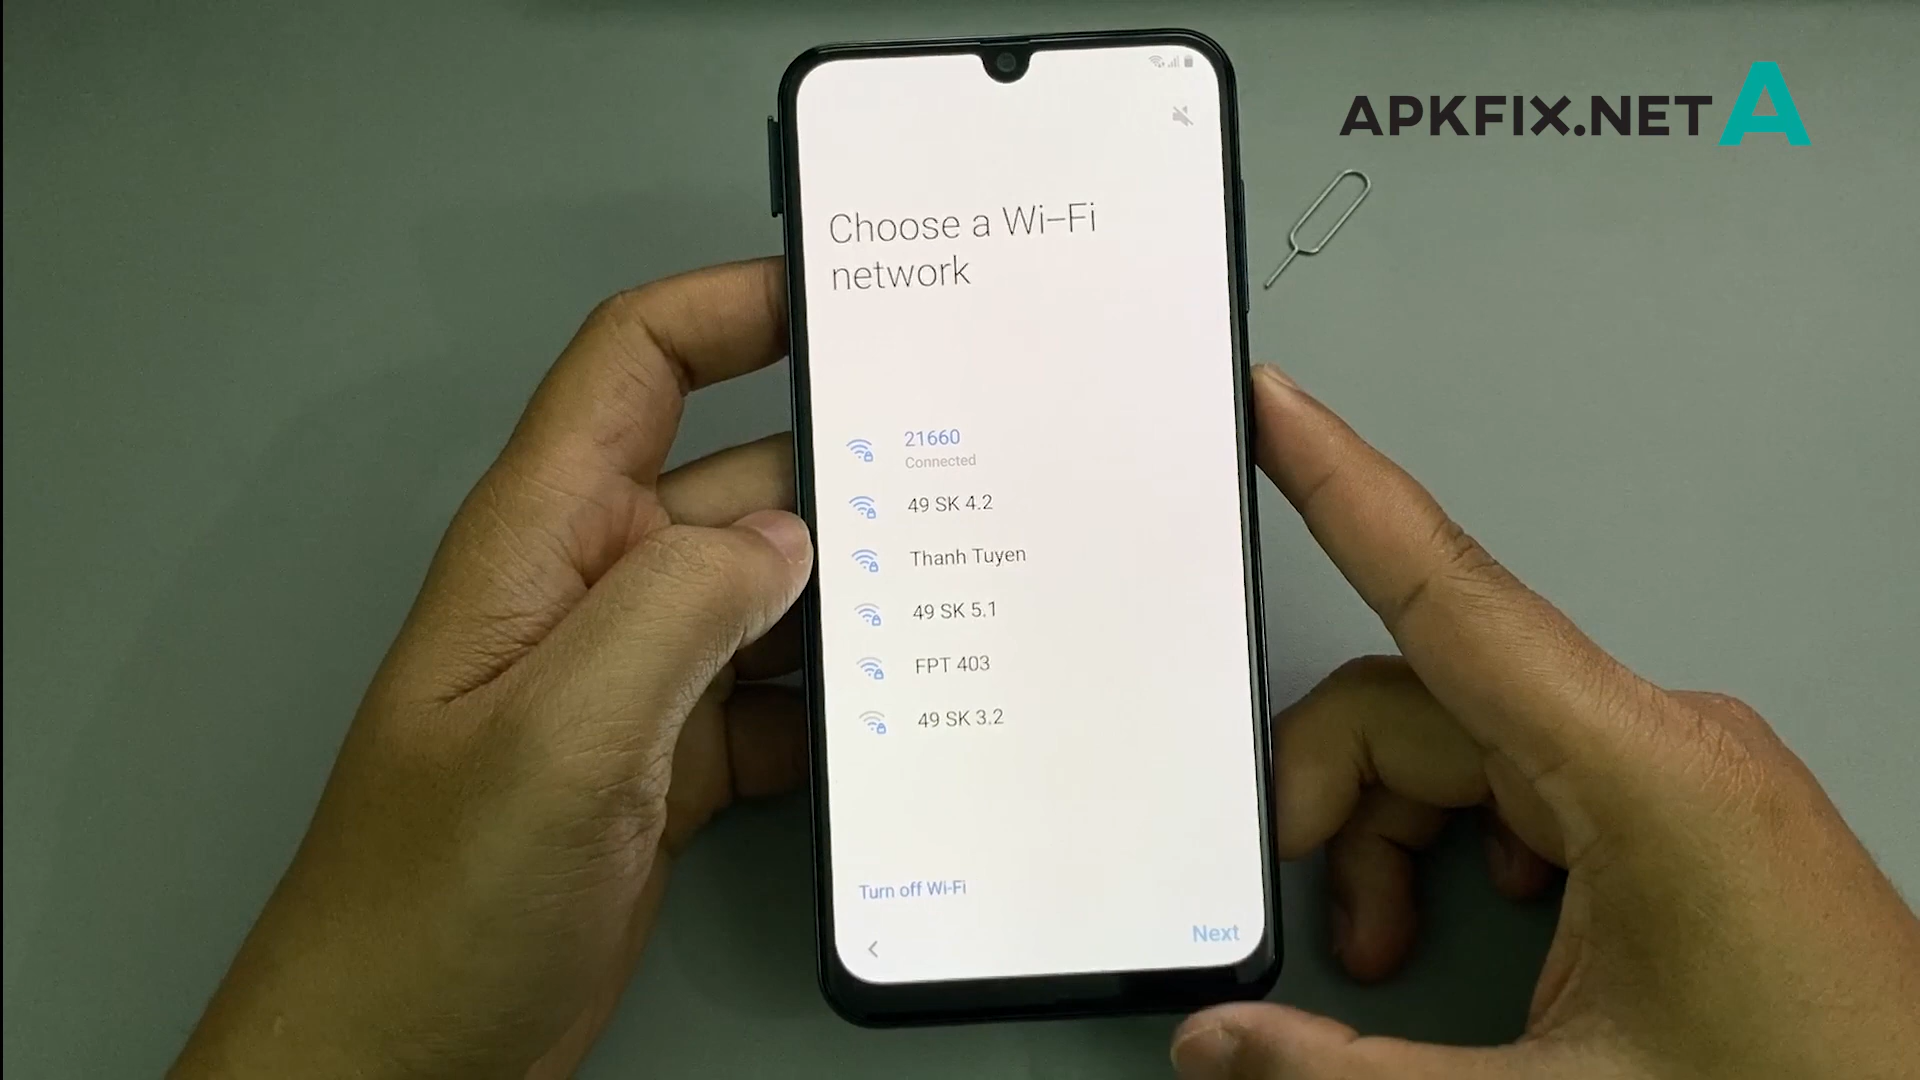 APKFIX.NET A
Choose a Wi-Fi
network
21660
Connected
49 SK 4.2
Thanh Tuyen
49 SK 5.1
FPT 403
49 SK 3.2
Turn off Wi-Fi
Next